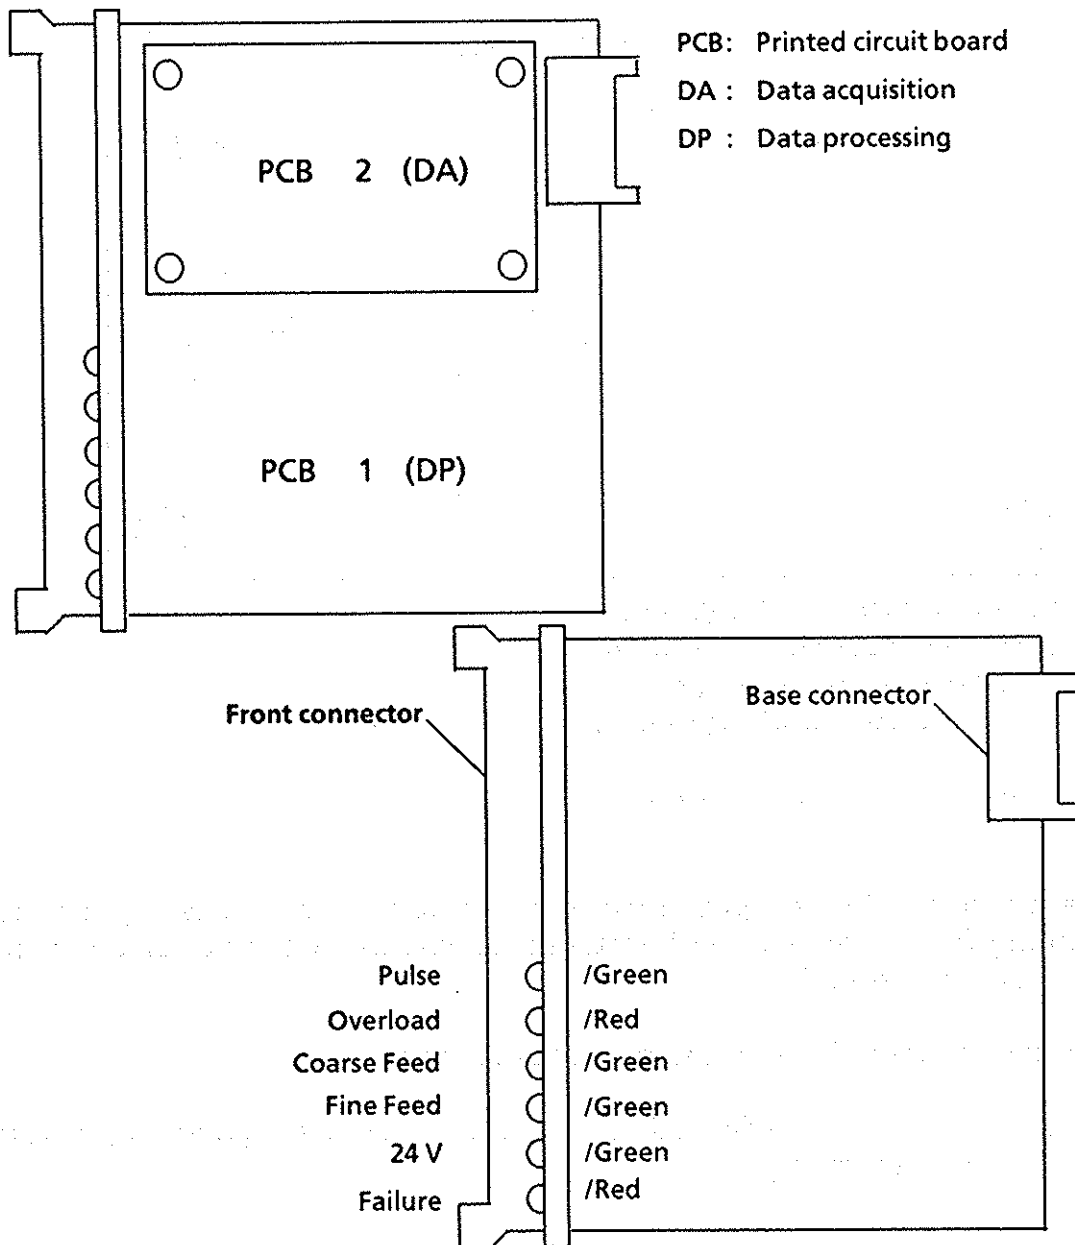 PCB: Printed circuit board
DA : Data acquisition
DP : Data processing
PCB 2 (DA)
PCB 1 (DP)
Front connector
Base connector
Pulse /Green
Overload /Red
Coarse Feed /Green
Fine Feed /Green
24 V /Green
Failure /Red